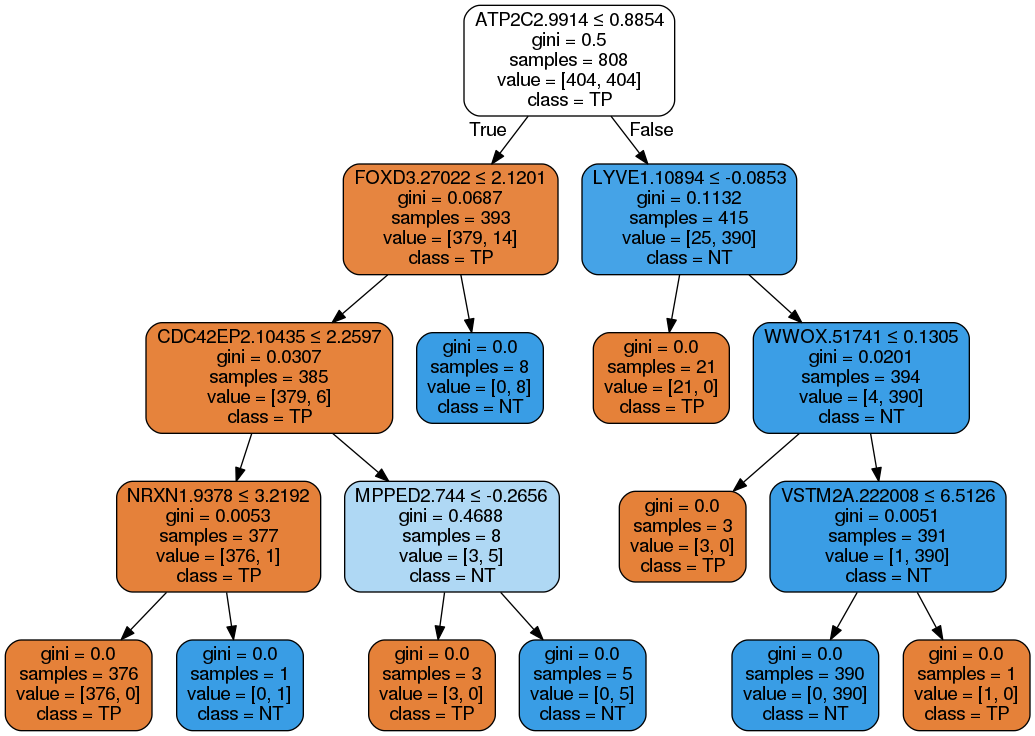 ATP2C2.9914 ≤ 0.8854
gini = 0.5
samples = 808
value = [404, 404]
class = TP
True
False
FOXD3.27022 ≤ 2.1201
gini = 0.0687
samples = 393
value = [379, 14]
class = TP
LYVE1.10894 ≤ -0.0853
gini = 0.1132
samples = 415
value = [25, 390]
class = NT
CDC42EP2.10435 ≤ 2.2597
gini = 0.0307
samples = 385
value = [379, 6]
class = TP
gini = 0.0
samples = 8
value = [0, 8]
class = NT
gini = 0.0
samples = 21
value = [21, 0]
class = TP
WWOX.51741 ≤ 0.1305
gini = 0.0201
samples = 394
value = [4, 390]
class = NT
NRXN1.9378 ≤ 3.2192
gini = 0.0053
samples = 377
value = [376, 1]
class = TP
MPPED2.744 ≤ -0.2656
gini = 0.4688
samples = 8
value = [3, 5]
class = NT
gini = 0.0
samples = 3
value = [3, 0]
class = TP
VSTM2A.222008 ≤ 6.5126
gini = 0.0051
samples = 391
value = [1, 390]
class = NT
gini = 0.0
samples = 376
value = [376, 0]
class = TP
gini = 0.0
samples = 1
value = [0, 1]
class = NT
gini = 0.0
samples = 3
value = [3, 0]
class = TP
gini = 0.0
samples = 5
value = [0, 5]
class = NT
gini = 0.0
samples = 390
value = [0, 390]
class = NT
gini = 0.0
samples = 1
value = [1, 0]
class = TP